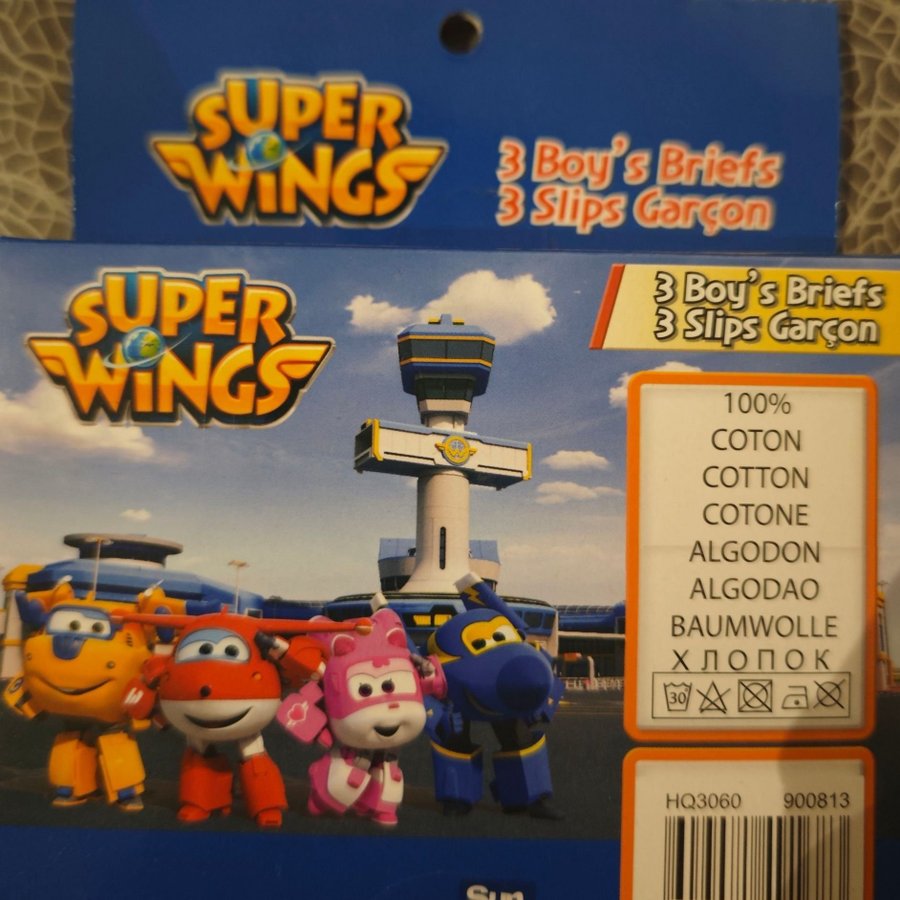 SUPER
WiNGS
3 Boy's Briefs
3 Slips Garçon
SUPER
WiNGS
3 Boy's Briefs
3 Slips Garçon
100%
COTON
COTTON
COTONE
ALGODON
ALGODAO
BAUMWOLLE
ХЛОПОК
30
HQ3060 900813